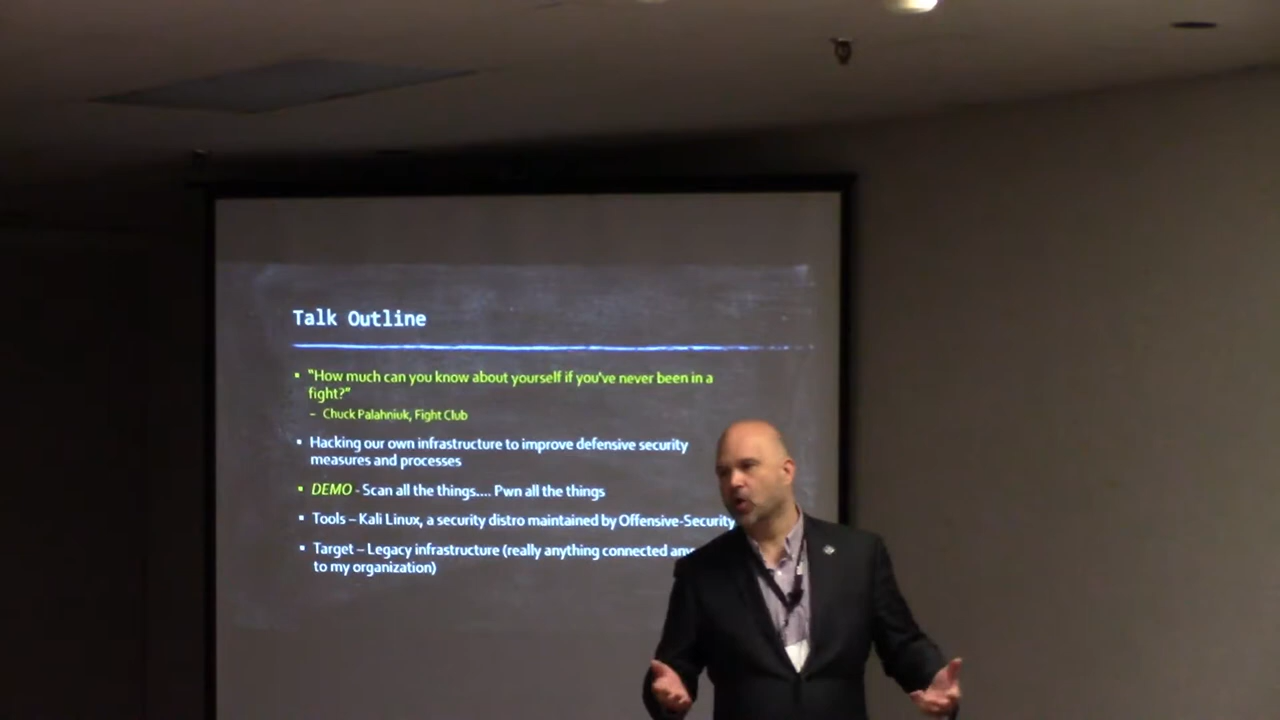 Talk Outline
"How much can you know about yourself if you've never been in a
fight?"
– Chuck Palahniuk, Fight Club
Hacking our own infrastructure to improve defensive security
measures and processes
DEMO - Scan all the things.... Pwn all the things
Tools – Kali Linux, a security distro maintained by Offensive-Security
Target – Legacy infrastructure (really anything connected
to my organization)